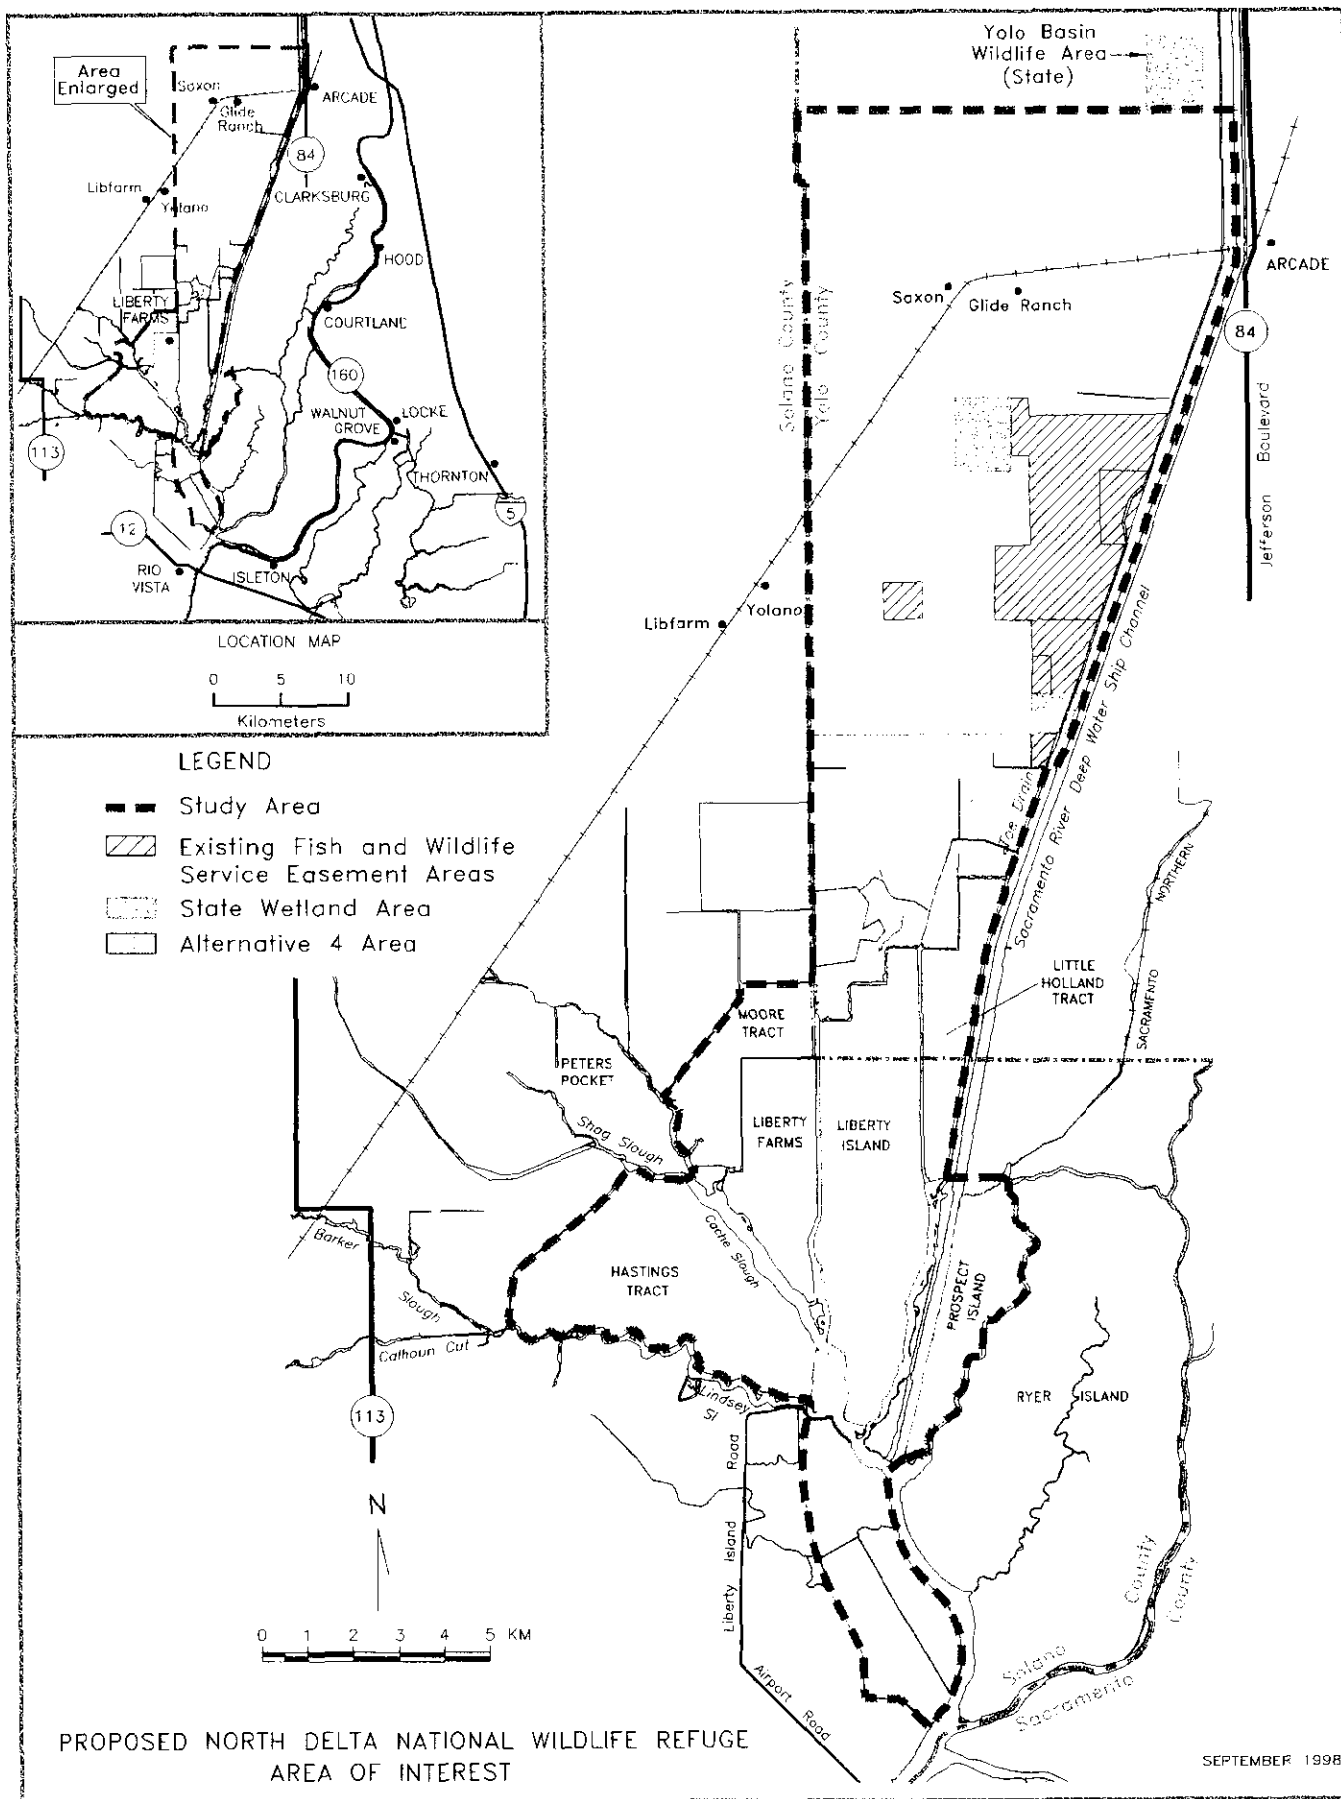 Area
Enlarged
Saxon
Glide
Ranch
ARCADE
84
Libfarm
Yolano
CLARKSBURG
HOOD
LIBERTY
FARMS
COURTLAND
160
WALNUT
GROVE
LOCKE
113
THORNTON
5
12
RIO
VISTA
ISLETON
LOCATION MAP
0 5 10
Kilometers
LEGEND
Study Area
Existing Fish and Wildlife
Service Easement Areas
State Wetland Area
Alternative 4 Area
Yolo Basin
Wildlife Area
(State)
ARCADE
Saxon
Glide Ranch
84
Solano County
Yolo County
Jefferson Boulevard
Yolano
Libfarm
Toe Drain
Sacramento River Deep Water Ship Channel
SACRAMENTO NORTHERN
LITTLE
HOLLAND
TRACT
MOORE
TRACT
PETERS
POCKET
Shag Slough
LIBERTY
FARMS
LIBERTY
ISLAND
Cache Slough
Barker Slough
HASTINGS
TRACT
PROSPECT
ISLAND
Calhoun Cut
Lindsey
Sl
RYER ISLAND
113
Liberty Island Road
Airport Road
Solano County
Sacramento County
N
0 1 2 3 4 5 KM
PROPOSED NORTH DELTA NATIONAL WILDLIFE REFUGE
AREA OF INTEREST
SEPTEMBER 1998